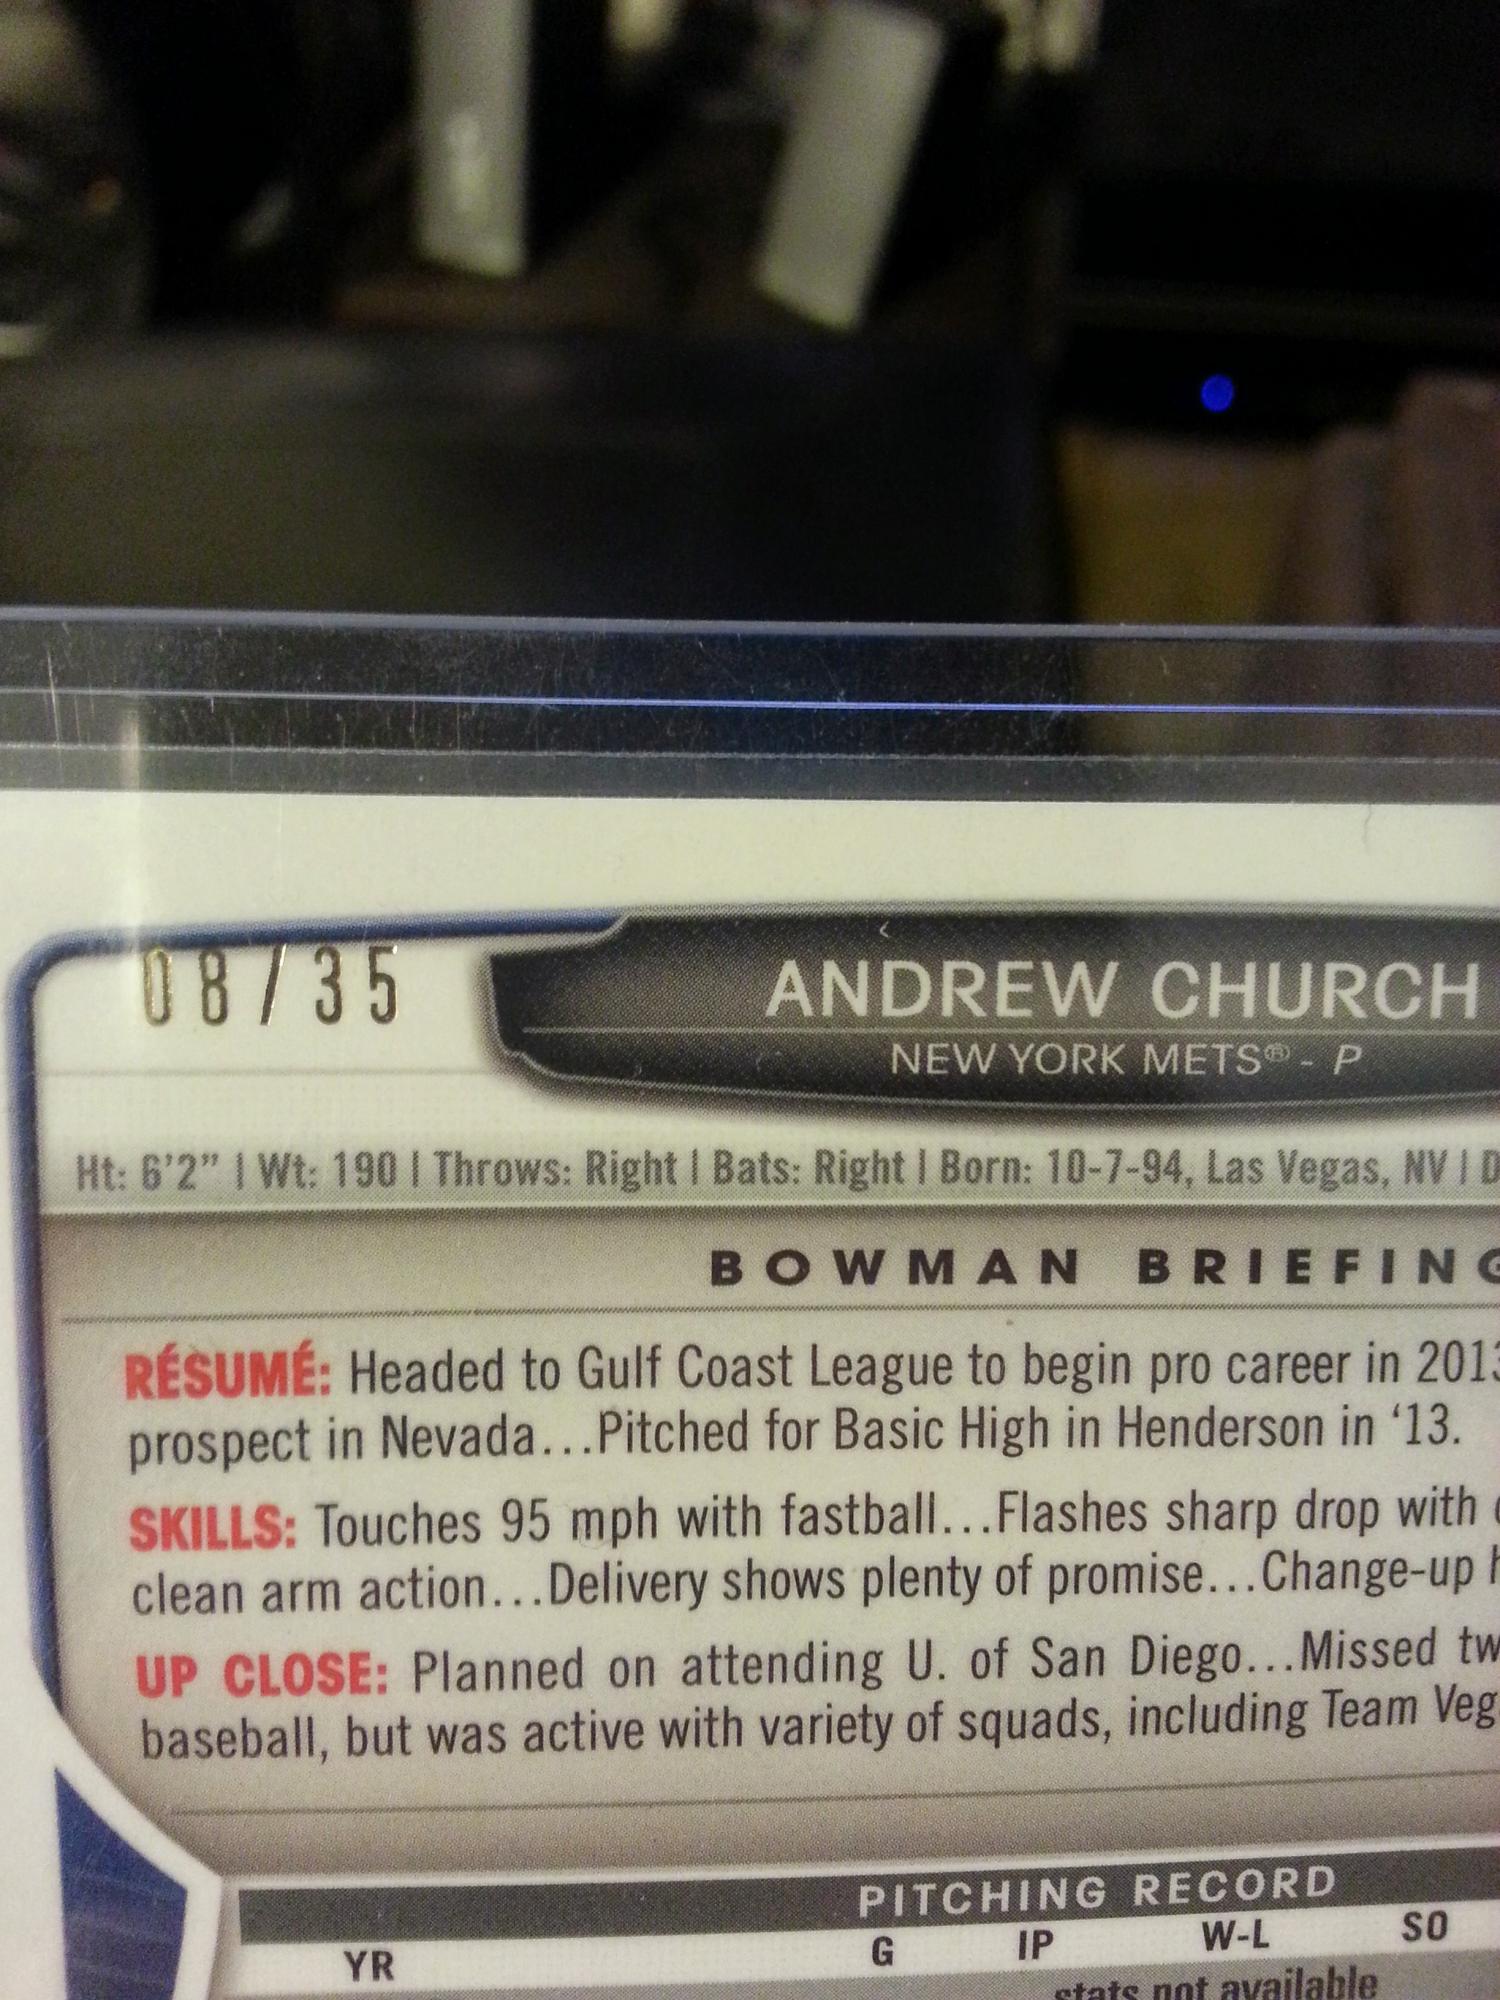 08/35
ANDREW CHURCH
NEW YORK METS® - P
Ht: 6'2" | Wt: 190 | Throws: Right | Bats: Right | Born: 10-7-94, Las Vegas, NV |
BOWMAN BRIEFING
RÉSUMÉ: Headed to Gulf Coast League to begin pro career in 2013
prospect in Nevada...Pitched for Basic High in Henderson in '13.
SKILLS: Touches 95 mph with fastball...Flashes sharp drop with
clean arm action...Delivery shows plenty of promise...Change-up
UP CLOSE: Planned on attending U. of San Diego...Missed
baseball, but was active with variety of squads, including Team
PITCHING RECORD
YR G IP W-L SO
stats not available